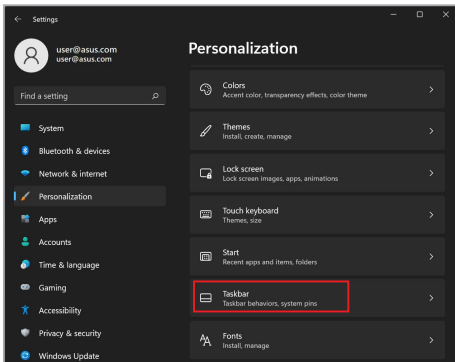 Settings
user@asus.com
user@asus.com
Find a setting
System
Bluetooth & devices
Network & internet
Personalization
Apps
Accounts
Time & language
Gaming
Accessibility
Privacy & security
Windows Update
Personalization
Colors
Accent color, transparency effects, color theme
Themes
Install, create, manage
Lock screen
Lock screen images, apps, animations
Touch keyboard
Themes, size
Start
Recent apps and items, folders
Taskbar
Taskbar behaviors, system pins
Fonts
Install, manage